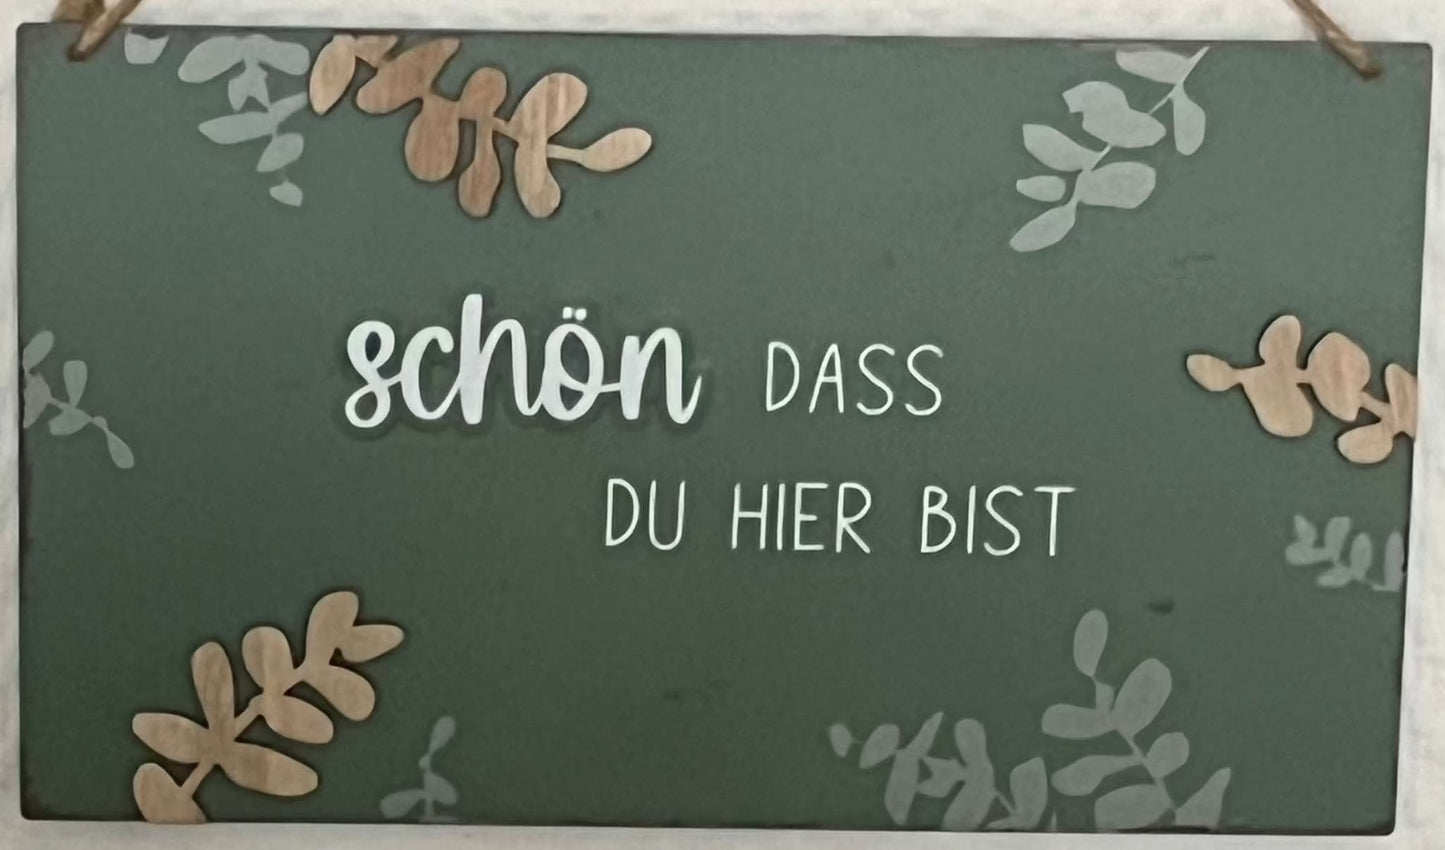 schön DASS
DU HIER BIST